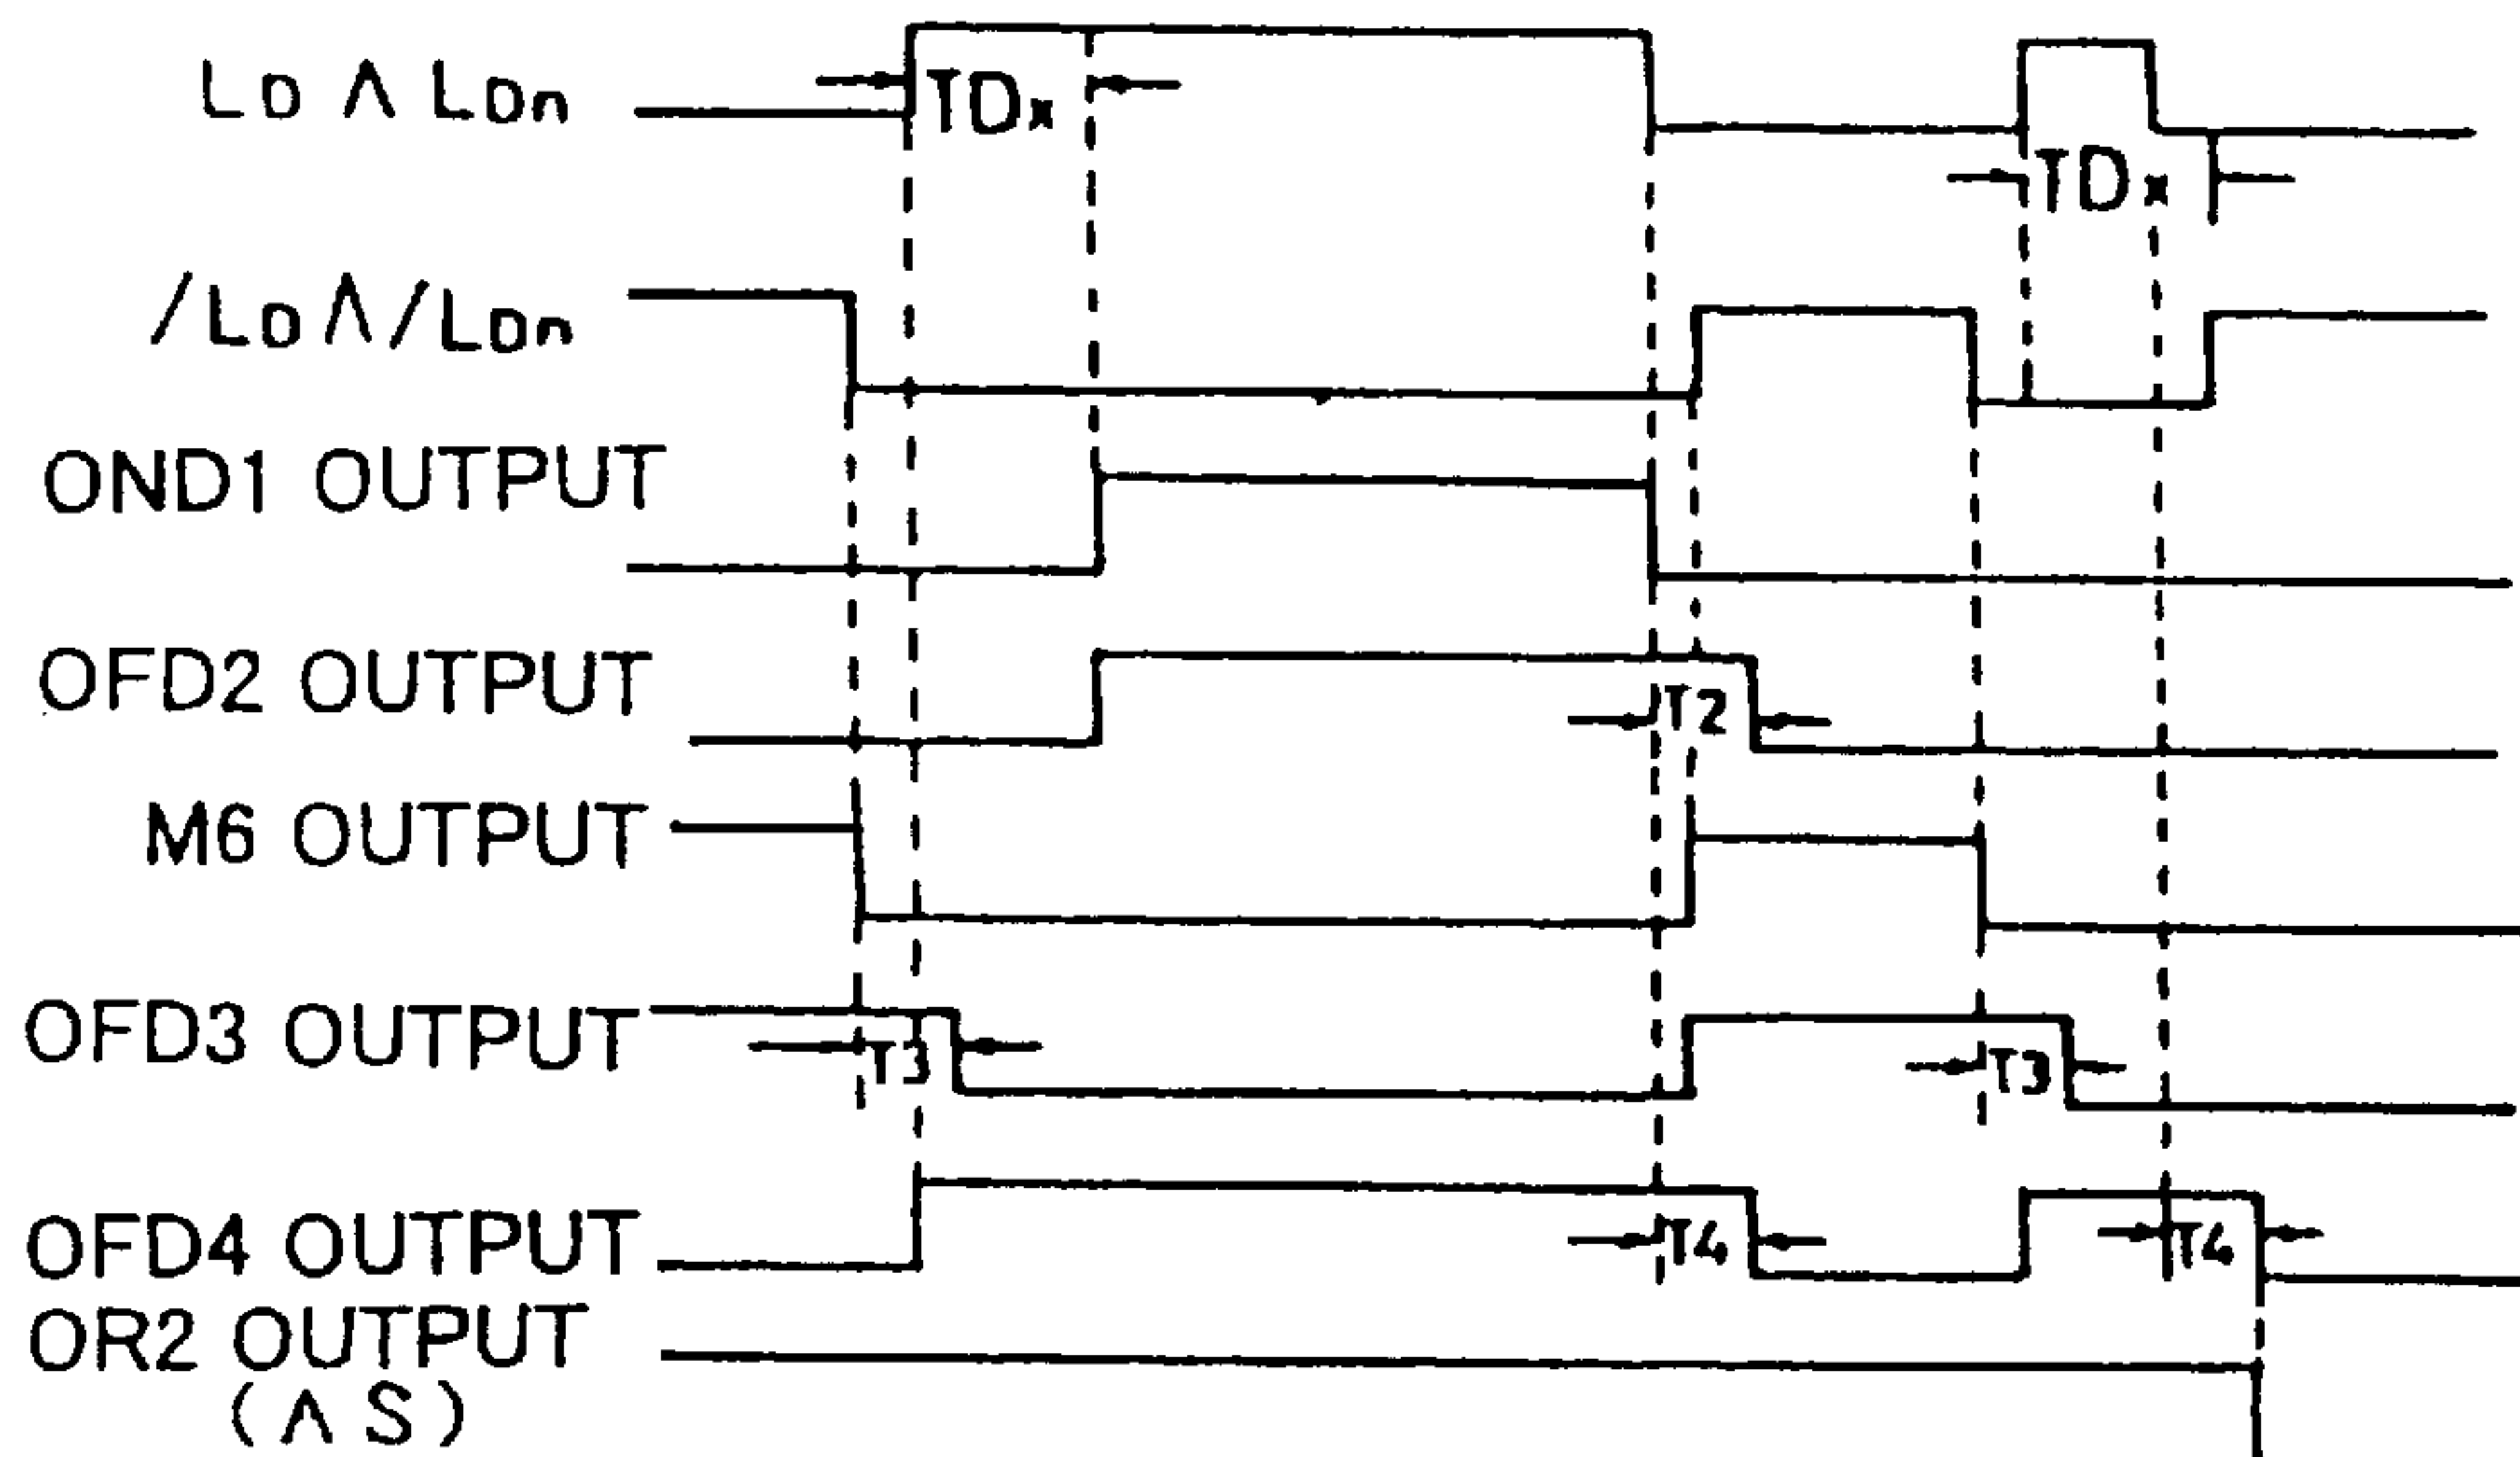 Lo ∧ Lon
TDx
TDx
/Lo ∧ /Lon
OND1 OUTPUT
OFD2 OUTPUT
T2
M6 OUTPUT
OFD3 OUTPUT
T3
T3
OFD4 OUTPUT
T4
T4
OR2 OUTPUT
(∧ S)